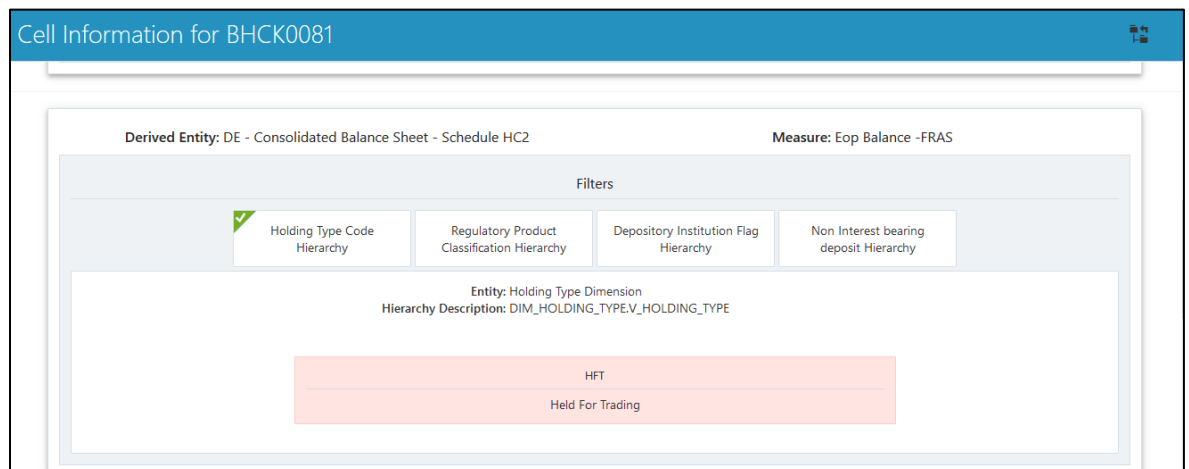 Cell Information for BHCK0081
Derived Entity: DE - Consolidated Balance Sheet - Schedule HC2
Measure: Eop Balance -FRAS
Filters
Holding Type Code
Hierarchy
Regulatory Product
Classification Hierarchy
Depository Institution Flag
Hierarchy
Non Interest bearing
deposit Hierarchy
Entity: Holding Type Dimension
Hierarchy Description: DIM_HOLDING_TYPE.V_HOLDING_TYPE
HFT
Held For Trading